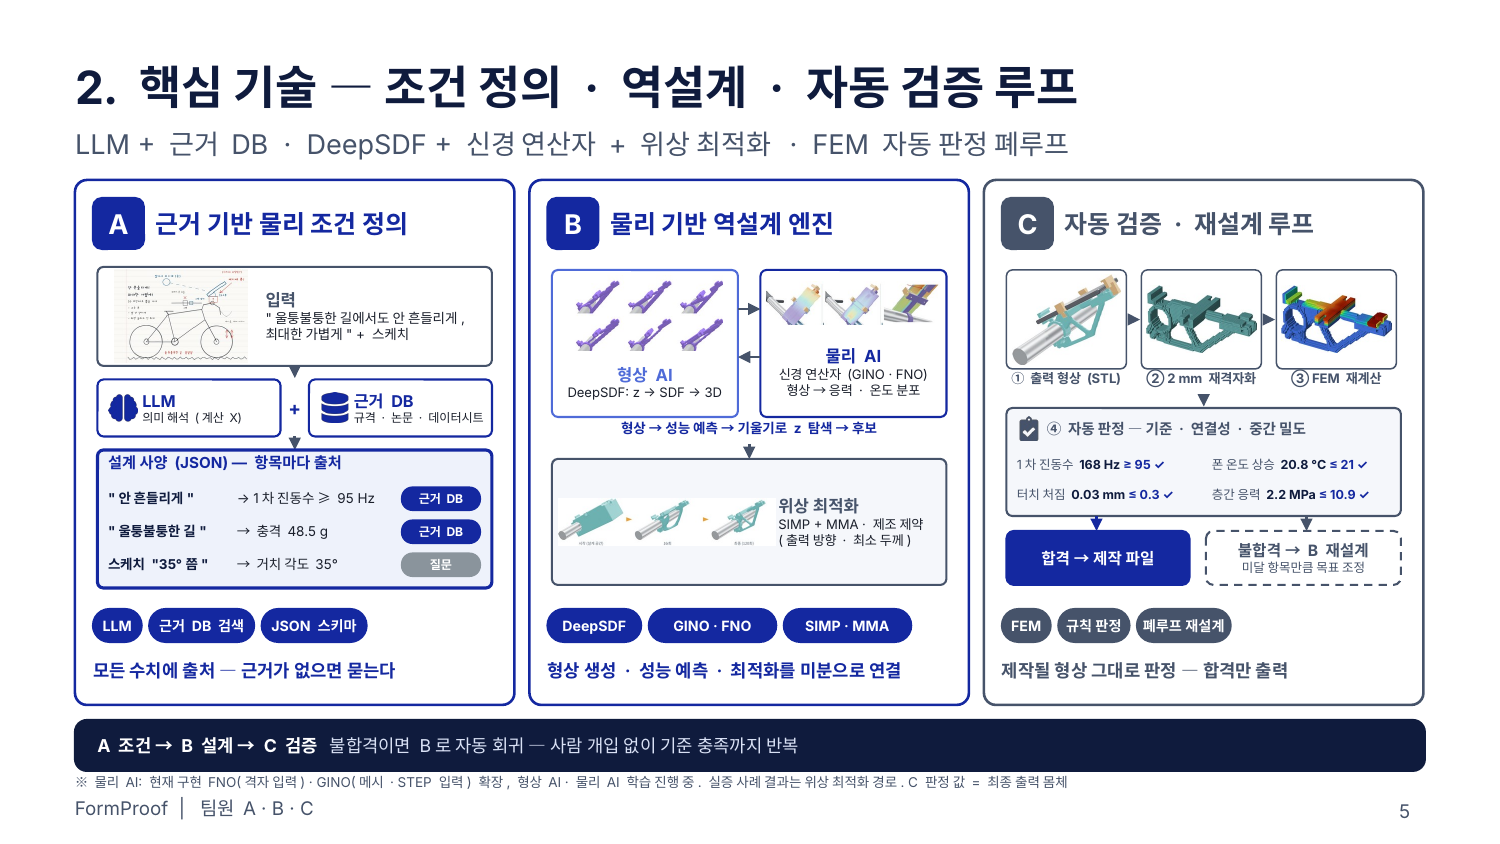 2. 핵심 기술 — 조건 정의 · 역설계 · 자동 검증 루프
LLM + 근거 DB · DeepSDF + 신경 연산자 + 위상 최적화 · FEM 자동 판정 폐루프
A 근거 기반 물리 조건 정의
입력
" 울퉁불퉁한 길에서도 안 흔들리게 ,
최대한 가볍게 " + 스케치
LLM
의미 해석 ( 계산 X)
+
근거 DB
규격 · 논문 · 데이터시트
설계 사양 (JSON) — 항목마다 출처
" 안 흔들리게 " → 1 차 진동수 ≥ 95 Hz 근거 DB
" 울퉁불퉁한 길 " → 충격 48.5 g 근거 DB
스케치 "35° 쯤 " → 거치 각도 35° 질문
LLM 근거 DB 검색 JSON 스키마
모든 수치에 출처 — 근거가 없으면 묻는다
B 물리 기반 역설계 엔진
형상 AI
DeepSDF: z → SDF → 3D
물리 AI
신경 연산자 (GINO · FNO)
형상 → 응력 · 온도 분포
형상 → 성능 예측 → 기울기로 z 탐색 → 후보
위상 최적화
SIMP + MMA · 제조 제약
( 출력 방향 · 최소 두께 )
DeepSDF GINO · FNO SIMP · MMA
형상 생성 · 성능 예측 · 최적화를 미분으로 연결
C 자동 검증 · 재설계 루프
① 출력 형상 (STL) ② 2 mm 재격자화 ③ FEM 재계산
④ 자동 판정 — 기준 · 연결성 · 중간 밀도
1 차 진동수 168 Hz ≥ 95 ✓ 폰 온도 상승 20.8 °C ≤ 21 ✓
터치 처짐 0.03 mm ≤ 0.3 ✓ 층간 응력 2.2 MPa ≤ 10.9 ✓
합격 → 제작 파일
불합격 → B 재설계
미달 항목만큼 목표 조정
FEM 규칙 판정 폐루프 재설계
제작될 형상 그대로 판정 — 합격만 출력
A 조건 → B 설계 → C 검증 불합격이면 B 로 자동 회귀 — 사람 개입 없이 기준 충족까지 반복
※ 물리 AI: 현재 구현 FNO( 격자 입력 ) · GINO( 메시 · STEP 입력 ) 확장 , 형상 AI · 물리 AI 학습 진행 중 . 실증 사례 결과는 위상 최적화 경로 . C 판정 값 = 최종 출력 몸체
FormProof | 팀원 A · B · C
5